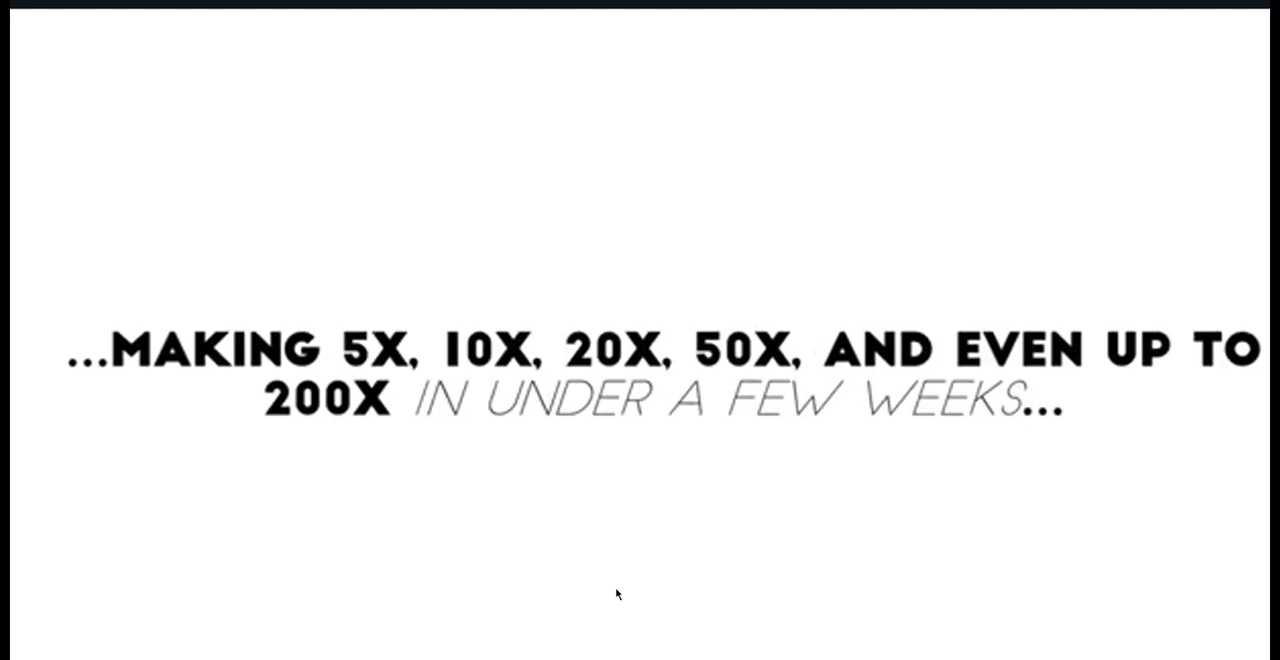 ...MAKING 5X, 10X, 20X, 50X, AND EVEN UP TO
200X IN UNDER A FEW WEEKS...